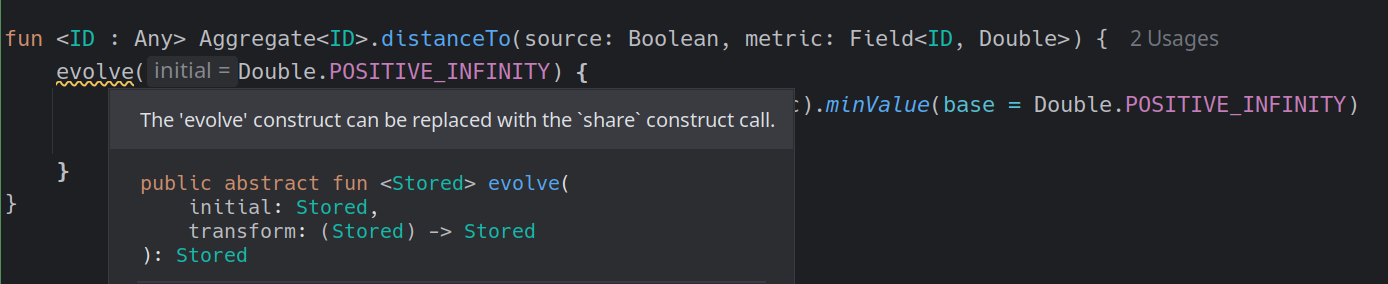 fun <ID : Any> Aggregate<ID>.distanceTo(source: Boolean, metric: Field<ID, Double>) { 2 Usages
evolve( initial = Double.POSITIVE_INFINITY) {
).minValue(base = Double.POSITIVE_INFINITY)
The 'evolve' construct can be replaced with the `share` construct call.
}
public abstract fun <Stored> evolve(
initial: Stored,
}
transform: (Stored) -> Stored
): Stored